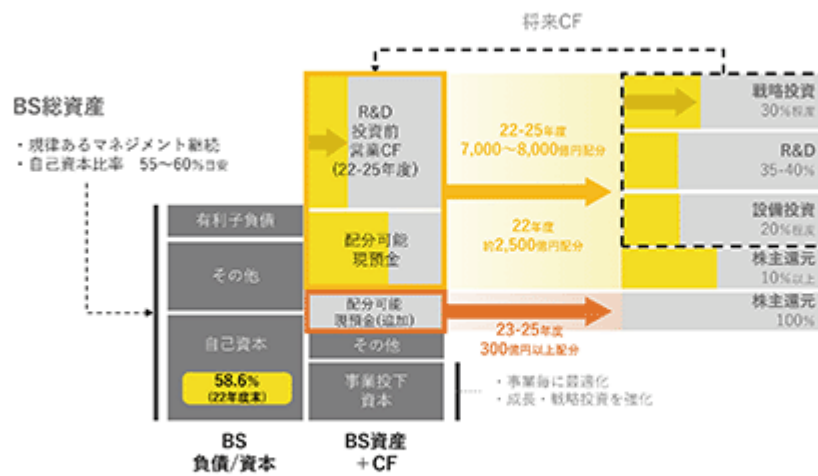 将来CF
BS総資産
・規律あるマネジメント継続
・自己資本比率 55～60%目安
有利子負債
その他
自己資本
58.6%
(22年度末)
BS
負債/資本
R&D
投資前
営業CF
(22-25年度)
配分可能
現預金
配分可能
現預金(追加)
その他
事業投下
資本
BS資産
+CF
22-25年度
7,000～8,000億円配分
22年度
約2,500億円配分
23-25年度
300億円以上配分
・事業毎に最適化
・成長・戦略投資を強化
戦略投資
30%程度
R&D
35-40%
設備投資
20%程度
株主還元
10%以上
株主還元
100%